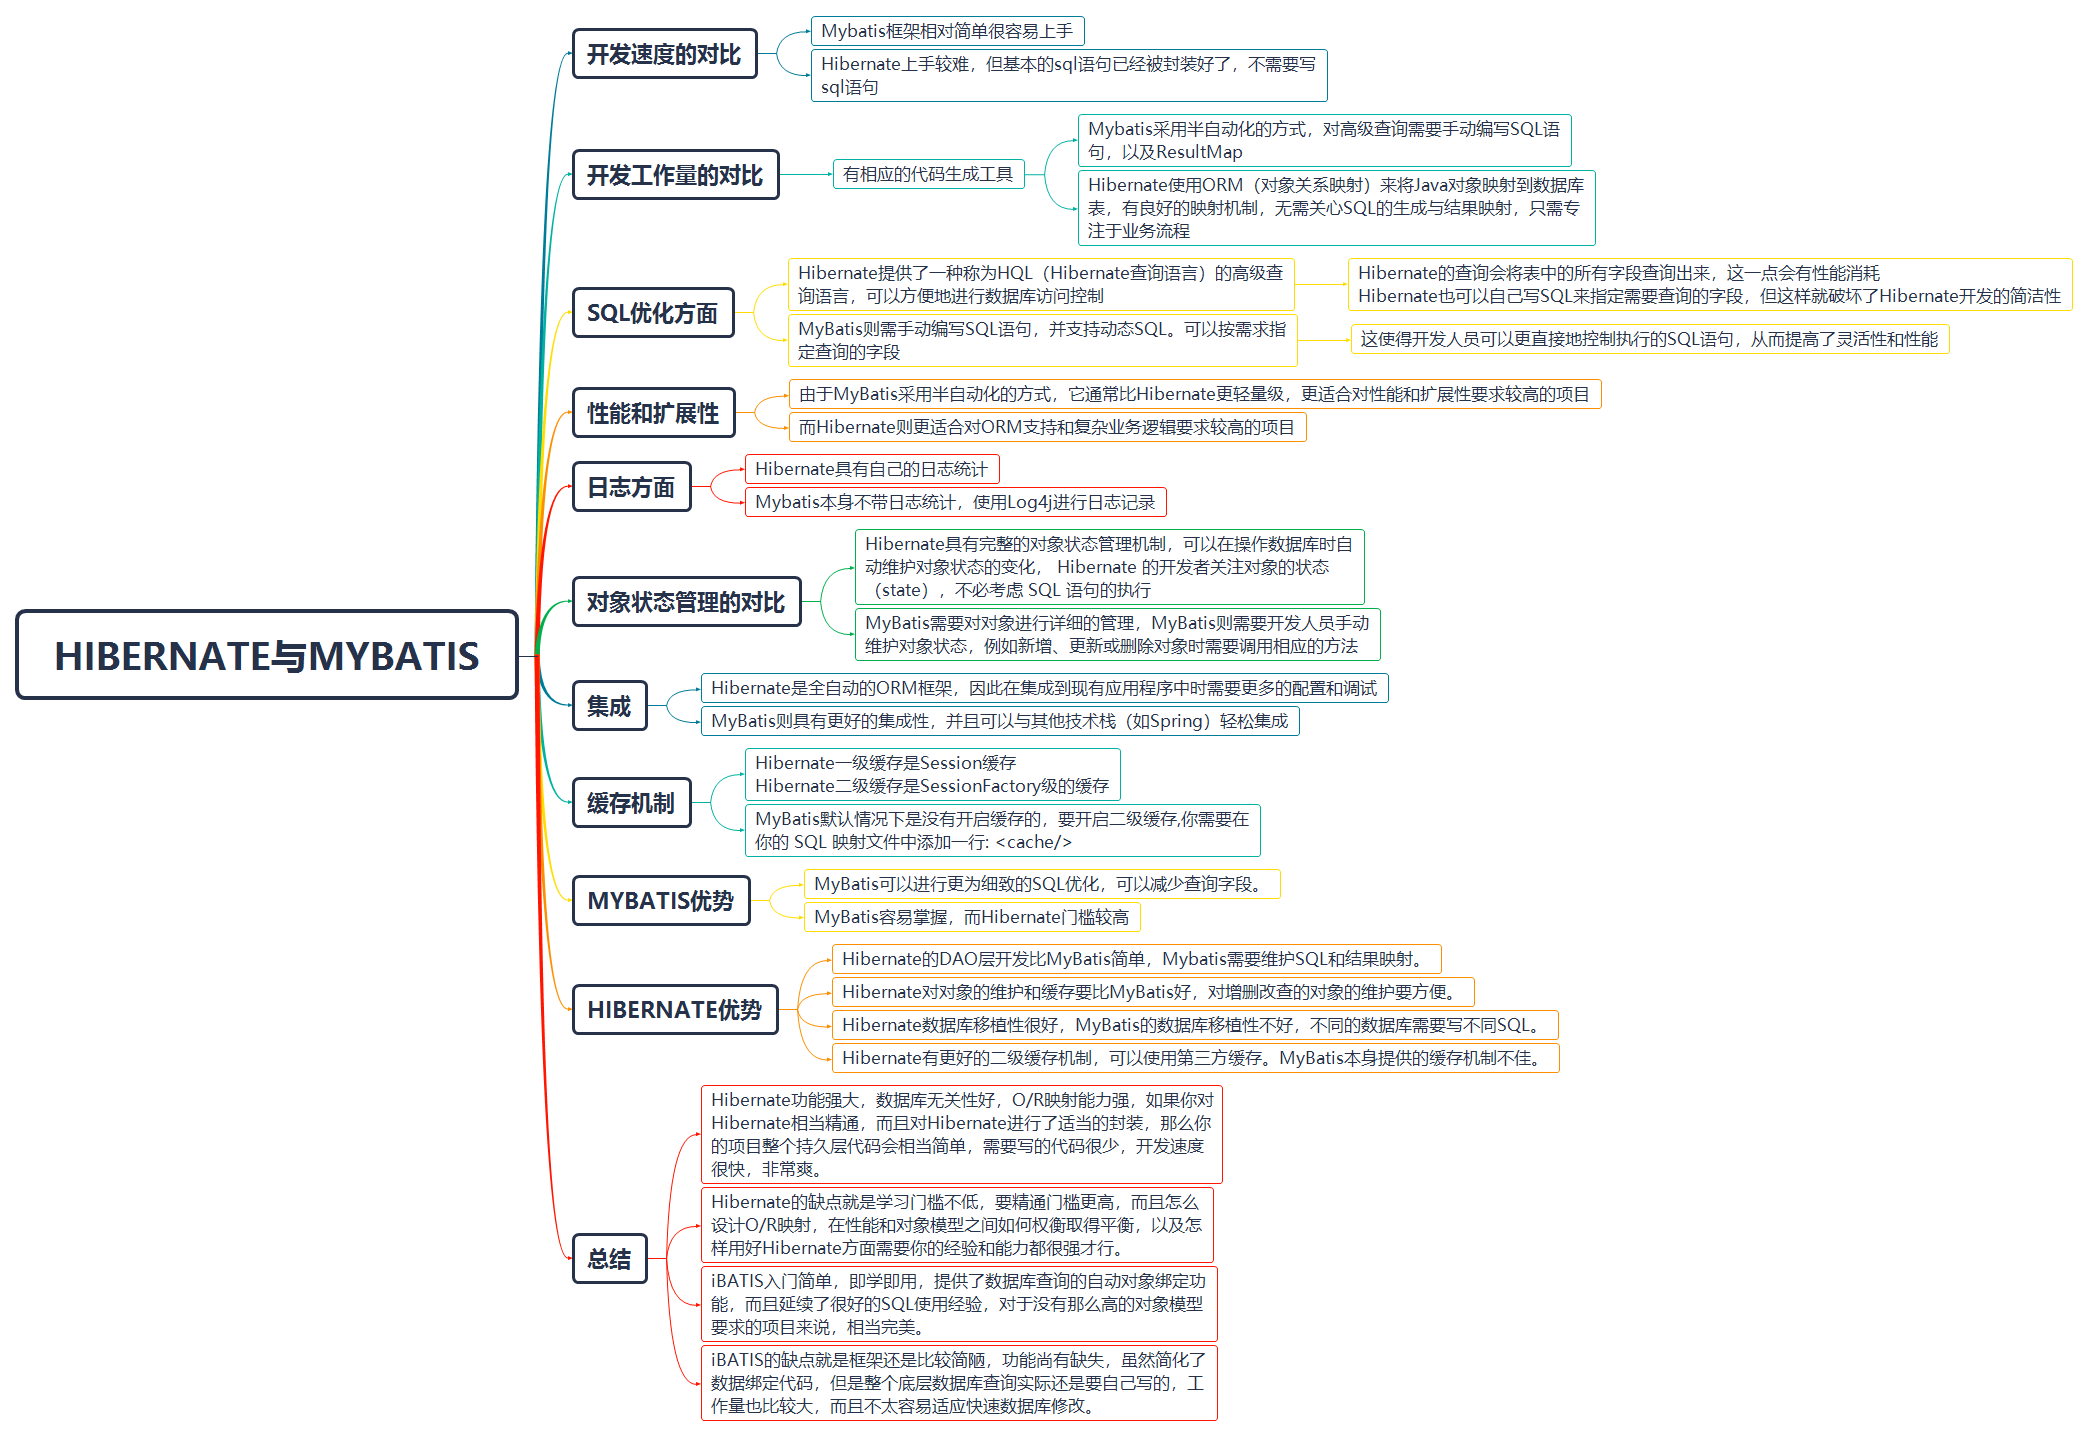 HIBERNATE与MYBATIS
开发速度的对比
Mybatis框架相对简单很容易上手
Hibernate上手较难，但基本的sql语句已经被封装好了，不需要写
sql语句
开发工作量的对比
有相应的代码生成工具
Mybatis采用半自动化的方式，对高级查询需要手动编写SQL语
句，以及ResultMap
Hibernate使用ORM（对象关系映射）来将Java对象映射到数据库
表，有良好的映射机制，无需关心SQL的生成与结果映射，只需专
注于业务流程
SQL优化方面
Hibernate提供了一种称为HQL（Hibernate查询语言）的高级查
询语言，可以方便地进行数据库访问控制
Hibernate的查询会将表中的所有字段查询出来，这一点会有性能消耗
Hibernate也可以自己写SQL来指定需要查询的字段，但这样就破坏了Hibernate开发的简洁性
MyBatis则需手动编写SQL语句，并支持动态SQL。可以按需求指
定查询的字段
这使得开发人员可以更直接地控制执行的SQL语句，从而提高了灵活性和性能
性能和扩展性
由于MyBatis采用半自动化的方式，它通常比Hibernate更轻量级，更适合对性能和扩展性要求较高的项目
而Hibernate则更适合对ORM支持和复杂业务逻辑要求较高的项目
日志方面
Hibernate具有自己的日志统计
Mybatis本身不带日志统计，使用Log4j进行日志记录
对象状态管理的对比
Hibernate具有完整的对象状态管理机制，可以在操作数据库时自
动维护对象状态的变化， Hibernate 的开发者关注对象的状态
（state），不必考虑 SQL 语句的执行
MyBatis需要对对象进行详细的管理，MyBatis则需要开发人员手动
维护对象状态，例如新增、更新或删除对象时需要调用相应的方法
集成
Hibernate是全自动的ORM框架，因此在集成到现有应用程序中时需要更多的配置和调试
MyBatis则具有更好的集成性，并且可以与其他技术栈（如Spring）轻松集成
缓存机制
Hibernate一级缓存是Session缓存
Hibernate二级缓存是SessionFactory级的缓存
MyBatis默认情况下是没有开启缓存的，要开启二级缓存,你需要在
你的 SQL 映射文件中添加一行: <cache/>
MYBATIS优势
MyBatis可以进行更为细致的SQL优化，可以减少查询字段。
MyBatis容易掌握，而Hibernate门槛较高
HIBERNATE优势
Hibernate的DAO层开发比MyBatis简单，Mybatis需要维护SQL和结果映射。
Hibernate对对象的维护和缓存要比MyBatis好，对增删改查的对象的维护要方便。
Hibernate数据库移植性很好，MyBatis的数据库移植性不好，不同的数据库需要写不同SQL。
Hibernate有更好的二级缓存机制，可以使用第三方缓存。MyBatis本身提供的缓存机制不佳。
总结
Hibernate功能强大，数据库无关性好，O/R映射能力强，如果你对
Hibernate相当精通，而且对Hibernate进行了适当的封装，那么你
的项目整个持久层代码会相当简单，需要写的代码很少，开发速度
很快，非常爽。
Hibernate的缺点就是学习门槛不低，要精通门槛更高，而且怎么
设计O/R映射，在性能和对象模型之间如何权衡取得平衡，以及怎
样用好Hibernate方面需要你的经验和能力都很强才行。
iBATIS入门简单，即学即用，提供了数据库查询的自动对象绑定功
能，而且延续了很好的SQL使用经验，对于没有那么高的对象模型
要求的项目来说，相当完美。
iBATIS的缺点就是框架还是比较简陋，功能尚有缺失，虽然简化了
数据绑定代码，但是整个底层数据库查询实际还是要自己写的，工
作量也比较大，而且不太容易适应快速数据库修改。